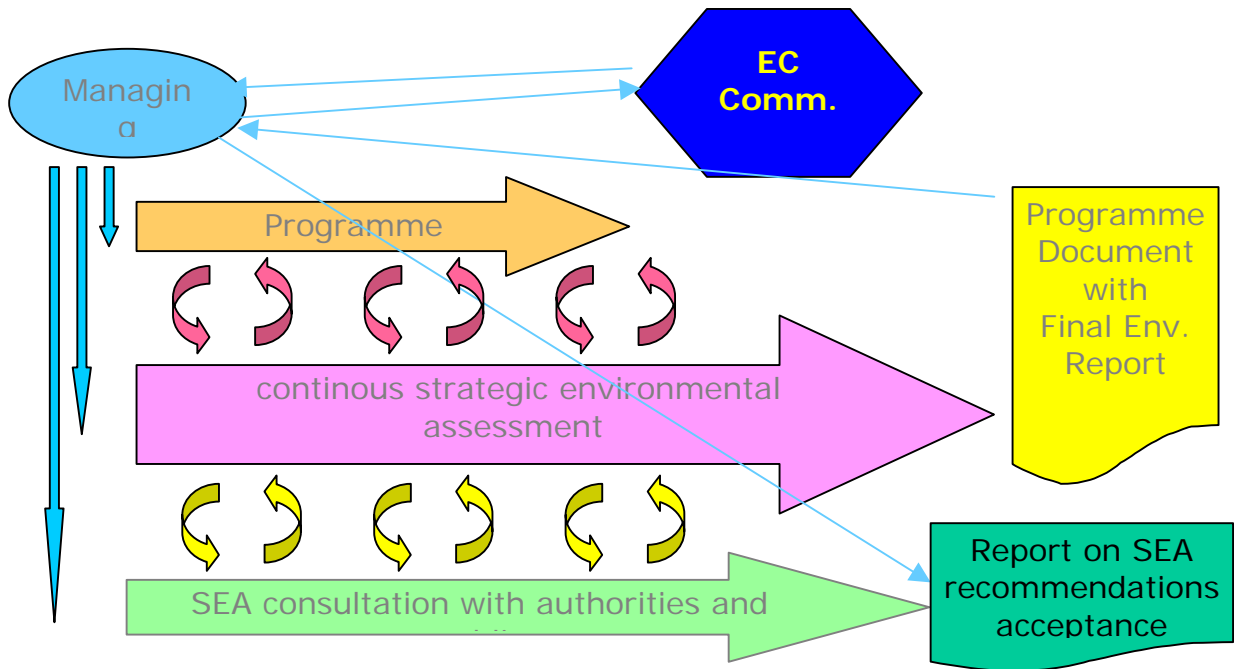 EC
Comm.
Managin
g
Programme
Programme
Document
with
Final Env.
Report
continous strategic environmental
assessment
SEA consultation with authorities and
Report on SEA
recommendations
acceptance